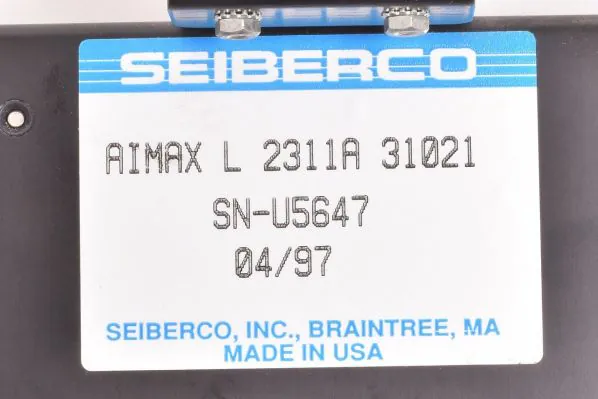 SEIBERCO
AIMAX L 2311A 31021
SN-U5647
04/97
SEIBERCO, INC., BRAINTREE, MA
MADE IN USA